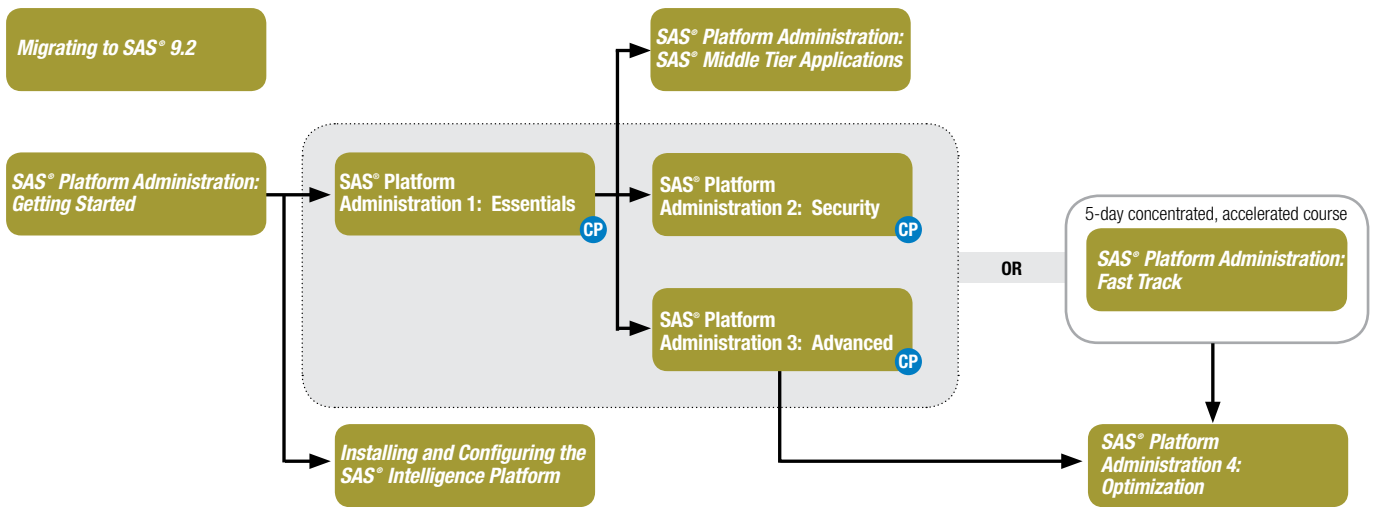 Migrating to SAS® 9.2
SAS® Platform Administration:
SAS® Middle Tier Applications
SAS® Platform Administration:
Getting Started
SAS® Platform
Administration 1: Essentials
CP
SAS® Platform
Administration 2: Security
CP
OR
5-day concentrated, accelerated course
SAS® Platform Administration:
Fast Track
SAS® Platform
Administration 3: Advanced
CP
Installing and Configuring the
SAS® Intelligence Platform
SAS® Platform
Administration 4:
Optimization